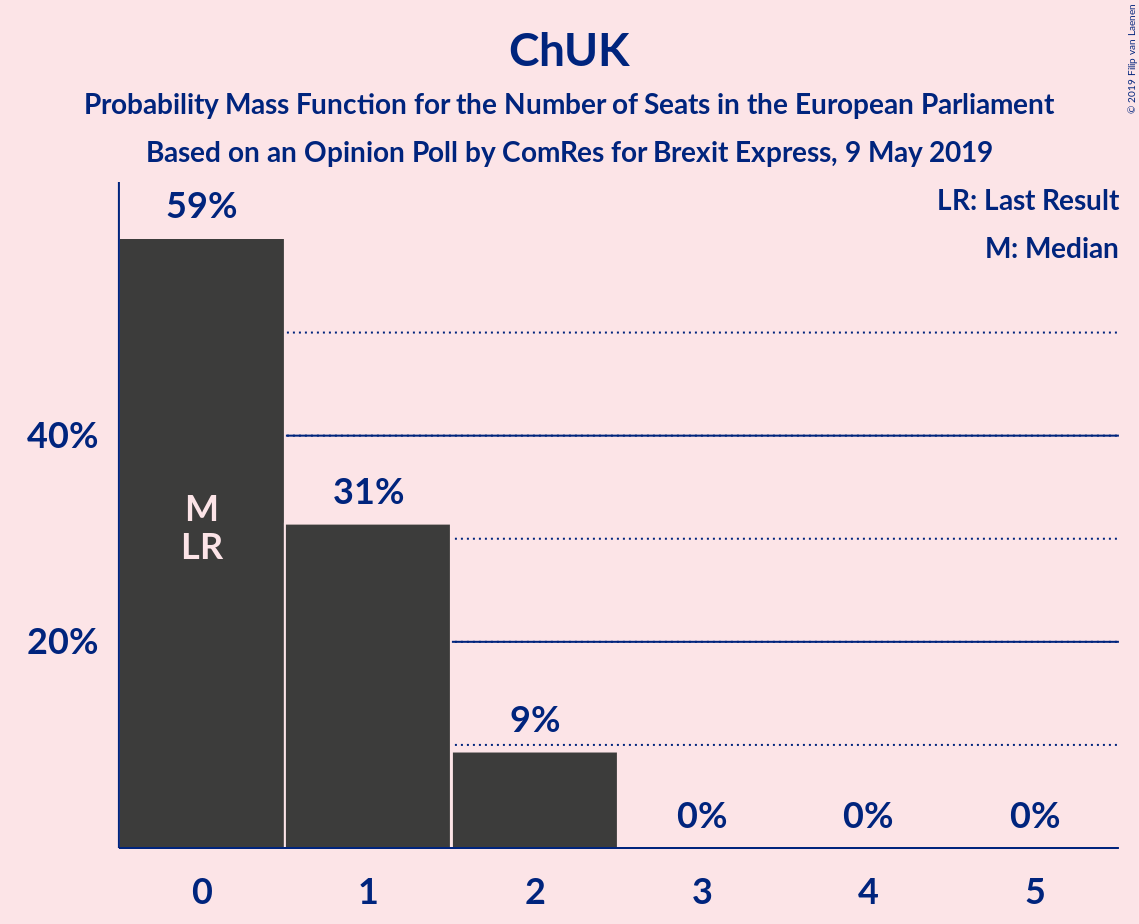 ChUK
Probability Mass Function for the Number of Seats in the European Parliament
Based on an Opinion Poll by ComRes for Brexit Express, 9 May 2019
© 2019 Filip van Laenen
LR: Last Result
M: Median
59%
40%
31%
M
LR
20%
9%
0%
0%
0%
0
1
2
3
4
5